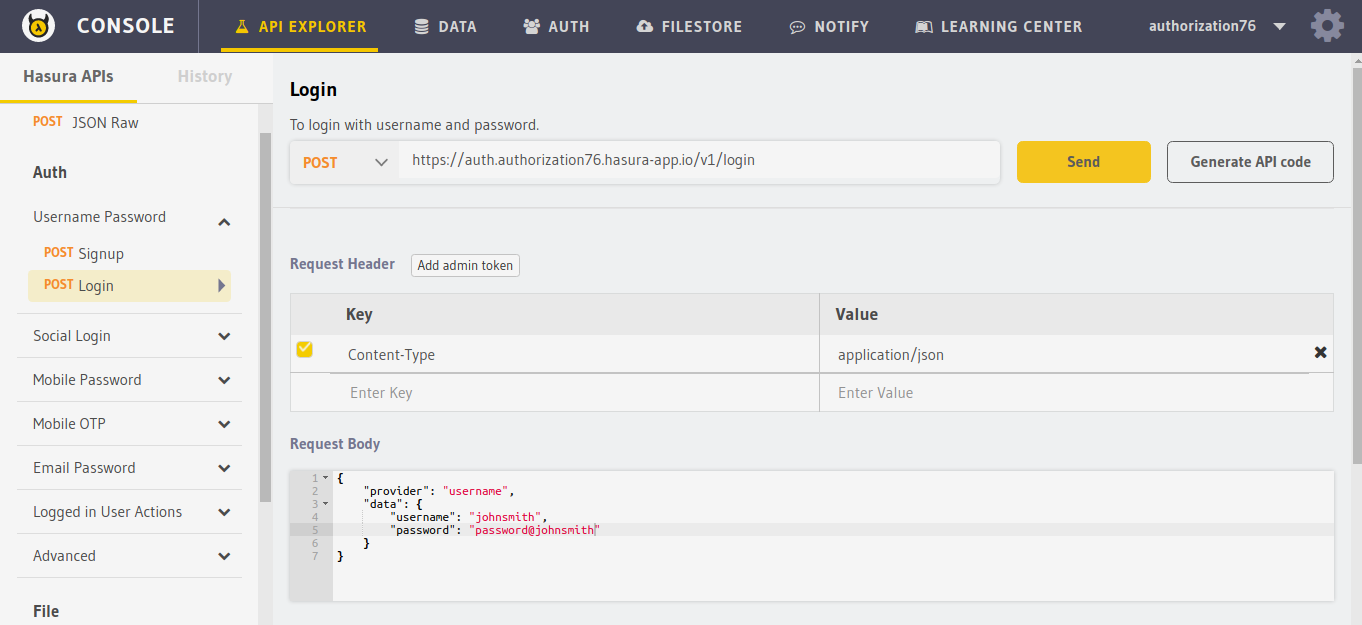 CONSOLE API EXPLORER DATA AUTH FILESTORE NOTIFY LEARNING CENTER authorization76
Hasura APIs History
POST JSON Raw
Auth
Username Password
POST Signup
POST Login
Social Login
Mobile Password
Mobile OTP
Email Password
Logged in User Actions
Advanced
File
Login
To login with username and password.
POST https://auth.authorization76.hasura-app.io/v1/login Send Generate API code
Request Header Add admin token
Key Value
Content-Type application/json
Enter Key Enter Value
Request Body
1 {
2 "provider": "username",
3 "data": {
4 "username": "johnsmith",
5 "password": "password@johnsmith"
6 }
7 }